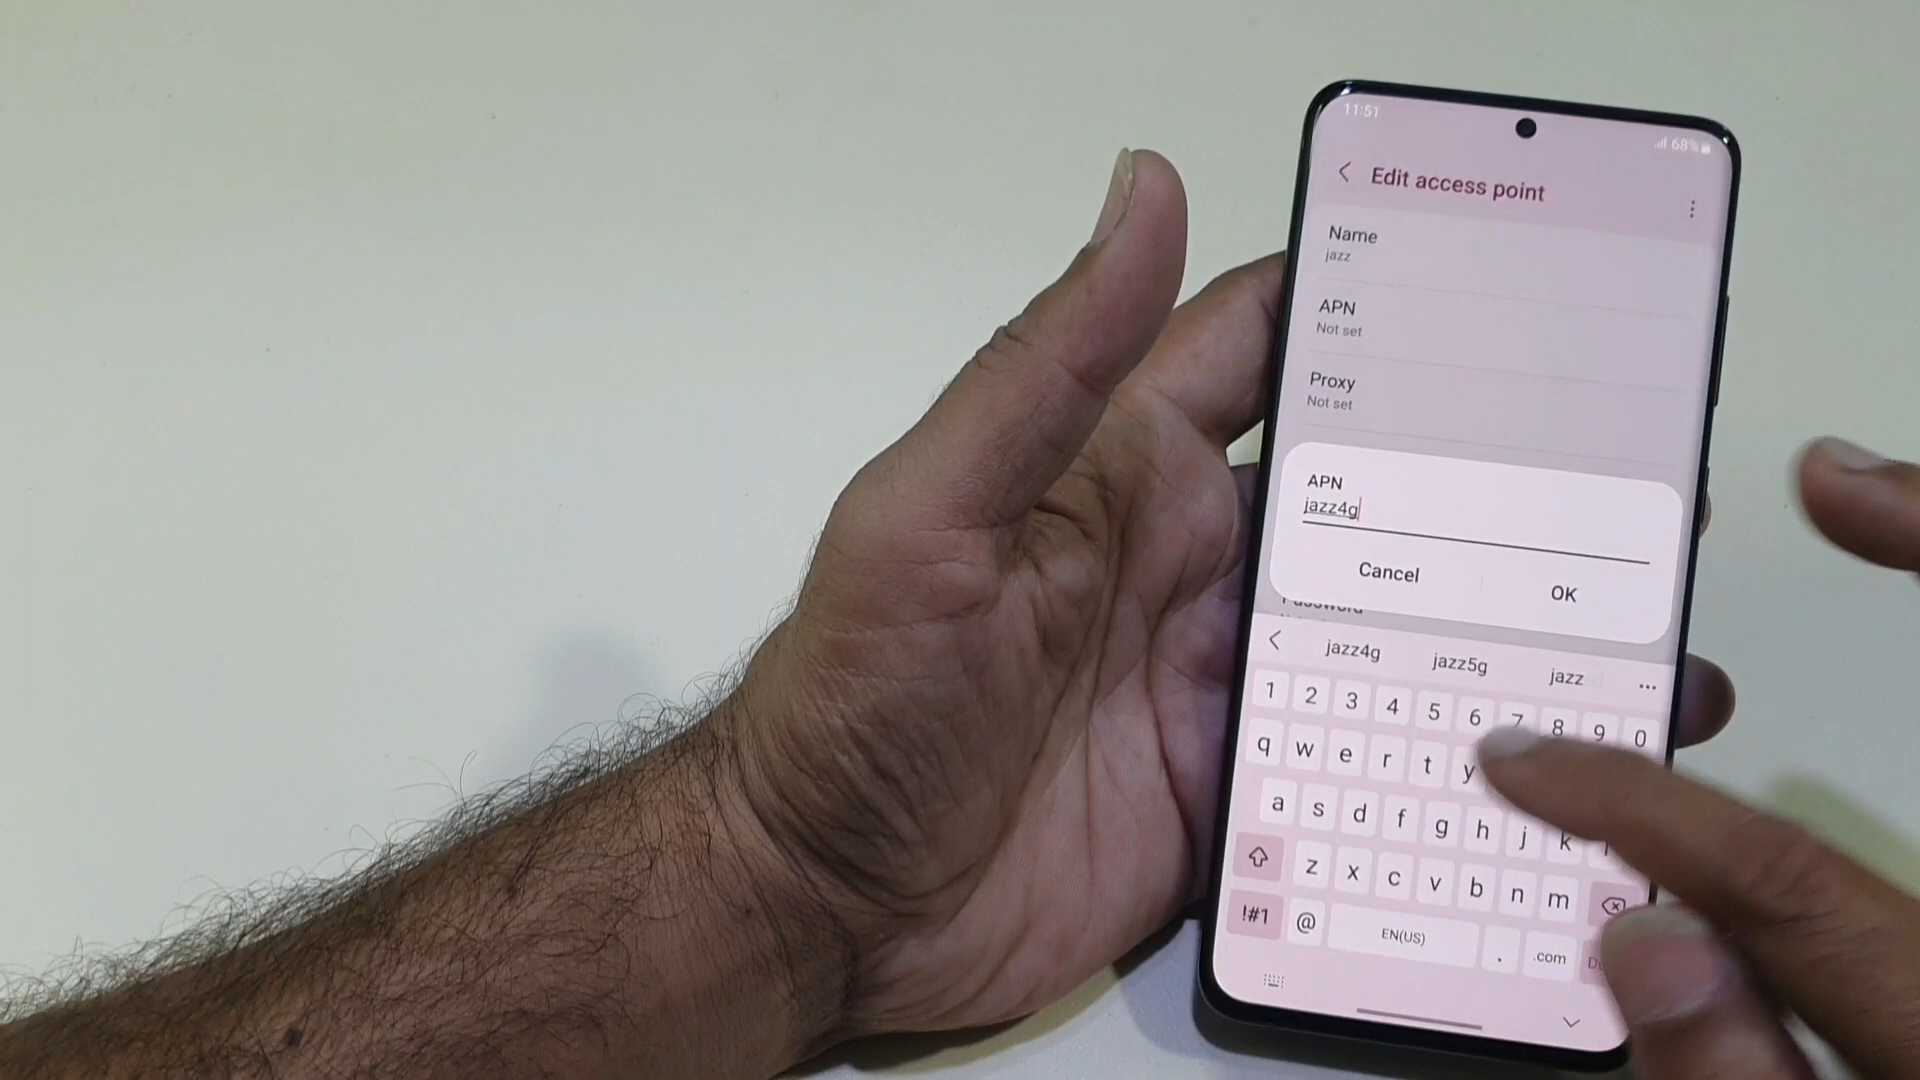 11:51
68%
Edit access point
Name
jazz
APN
Not set
Proxy
Not set
APN
jazz4g
Cancel
OK
Password
jazz4g jazz5g jazz
1 2 3 4 5 6 7 8 9 0
q w e r t y
a s d f g h j k
z x c v b n m
!#1 @ EN(US) . .com